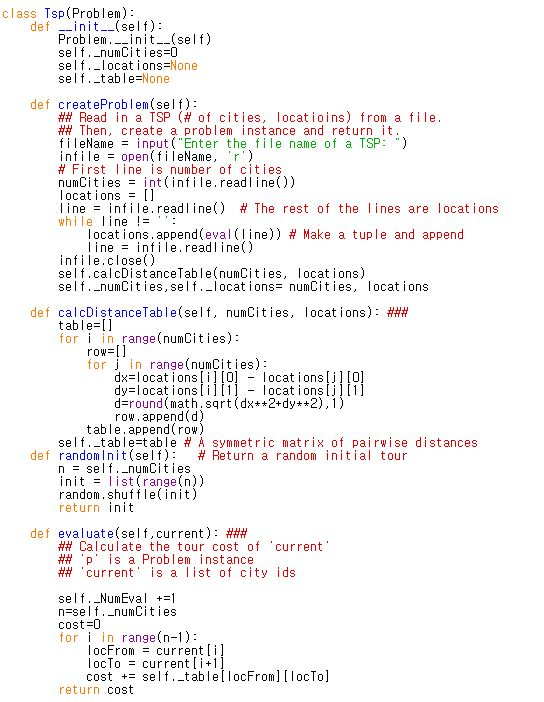 class Tsp(Problem):
    def __init__(self):
        Problem.__init__(self)
        self._numCities=0
        self._locations=None
        self._table=None

    def createProblem(self):
        ## Read in a TSP (# of cities, locatioins) from a file.
        ## Then, create a problem instance and return it.
        fileName = input("Enter the file name of a TSP: ")
        infile = open(fileName, 'r')
        # First line is number of cities
        numCities = int(infile.readline())
        locations = []
        line = infile.readline()  # The rest of the lines are locations
        while line != '':
            locations.append(eval(line)) # Make a tuple and append
            line = infile.readline()
        infile.close()
        self.calcDistanceTable(numCities, locations)
        self._numCities,self._locations= numCities, locations

    def calcDistanceTable(self, numCities, locations): ###
        table=[]
        for i in range(numCities):
            row=[]
            for j in range(numCities):
                dx=locations[i][0] - locations[j][0]
                dy=locations[i][1] - locations[j][1]
                d=round(math.sqrt(dx**2+dy**2),1)
                row.append(d)
            table.append(row)
        self._table=table # A symmetric matrix of pairwise distances
    def randomInit(self):   # Return a random initial tour
        n = self._numCities
        init = list(range(n))
        random.shuffle(init)
        return init

    def evaluate(self,current): ###
        ## Calculate the tour cost of 'current'
        ## 'p' is a Problem instance
        ## 'current' is a list of city ids

        self._NumEval +=1
        n=self._numCities
        cost=0
        for i in range(n-1):
            locFrom = current[i]
            locTo = current[i+1]
            cost += self._table[locFrom][locTo]
        return cost